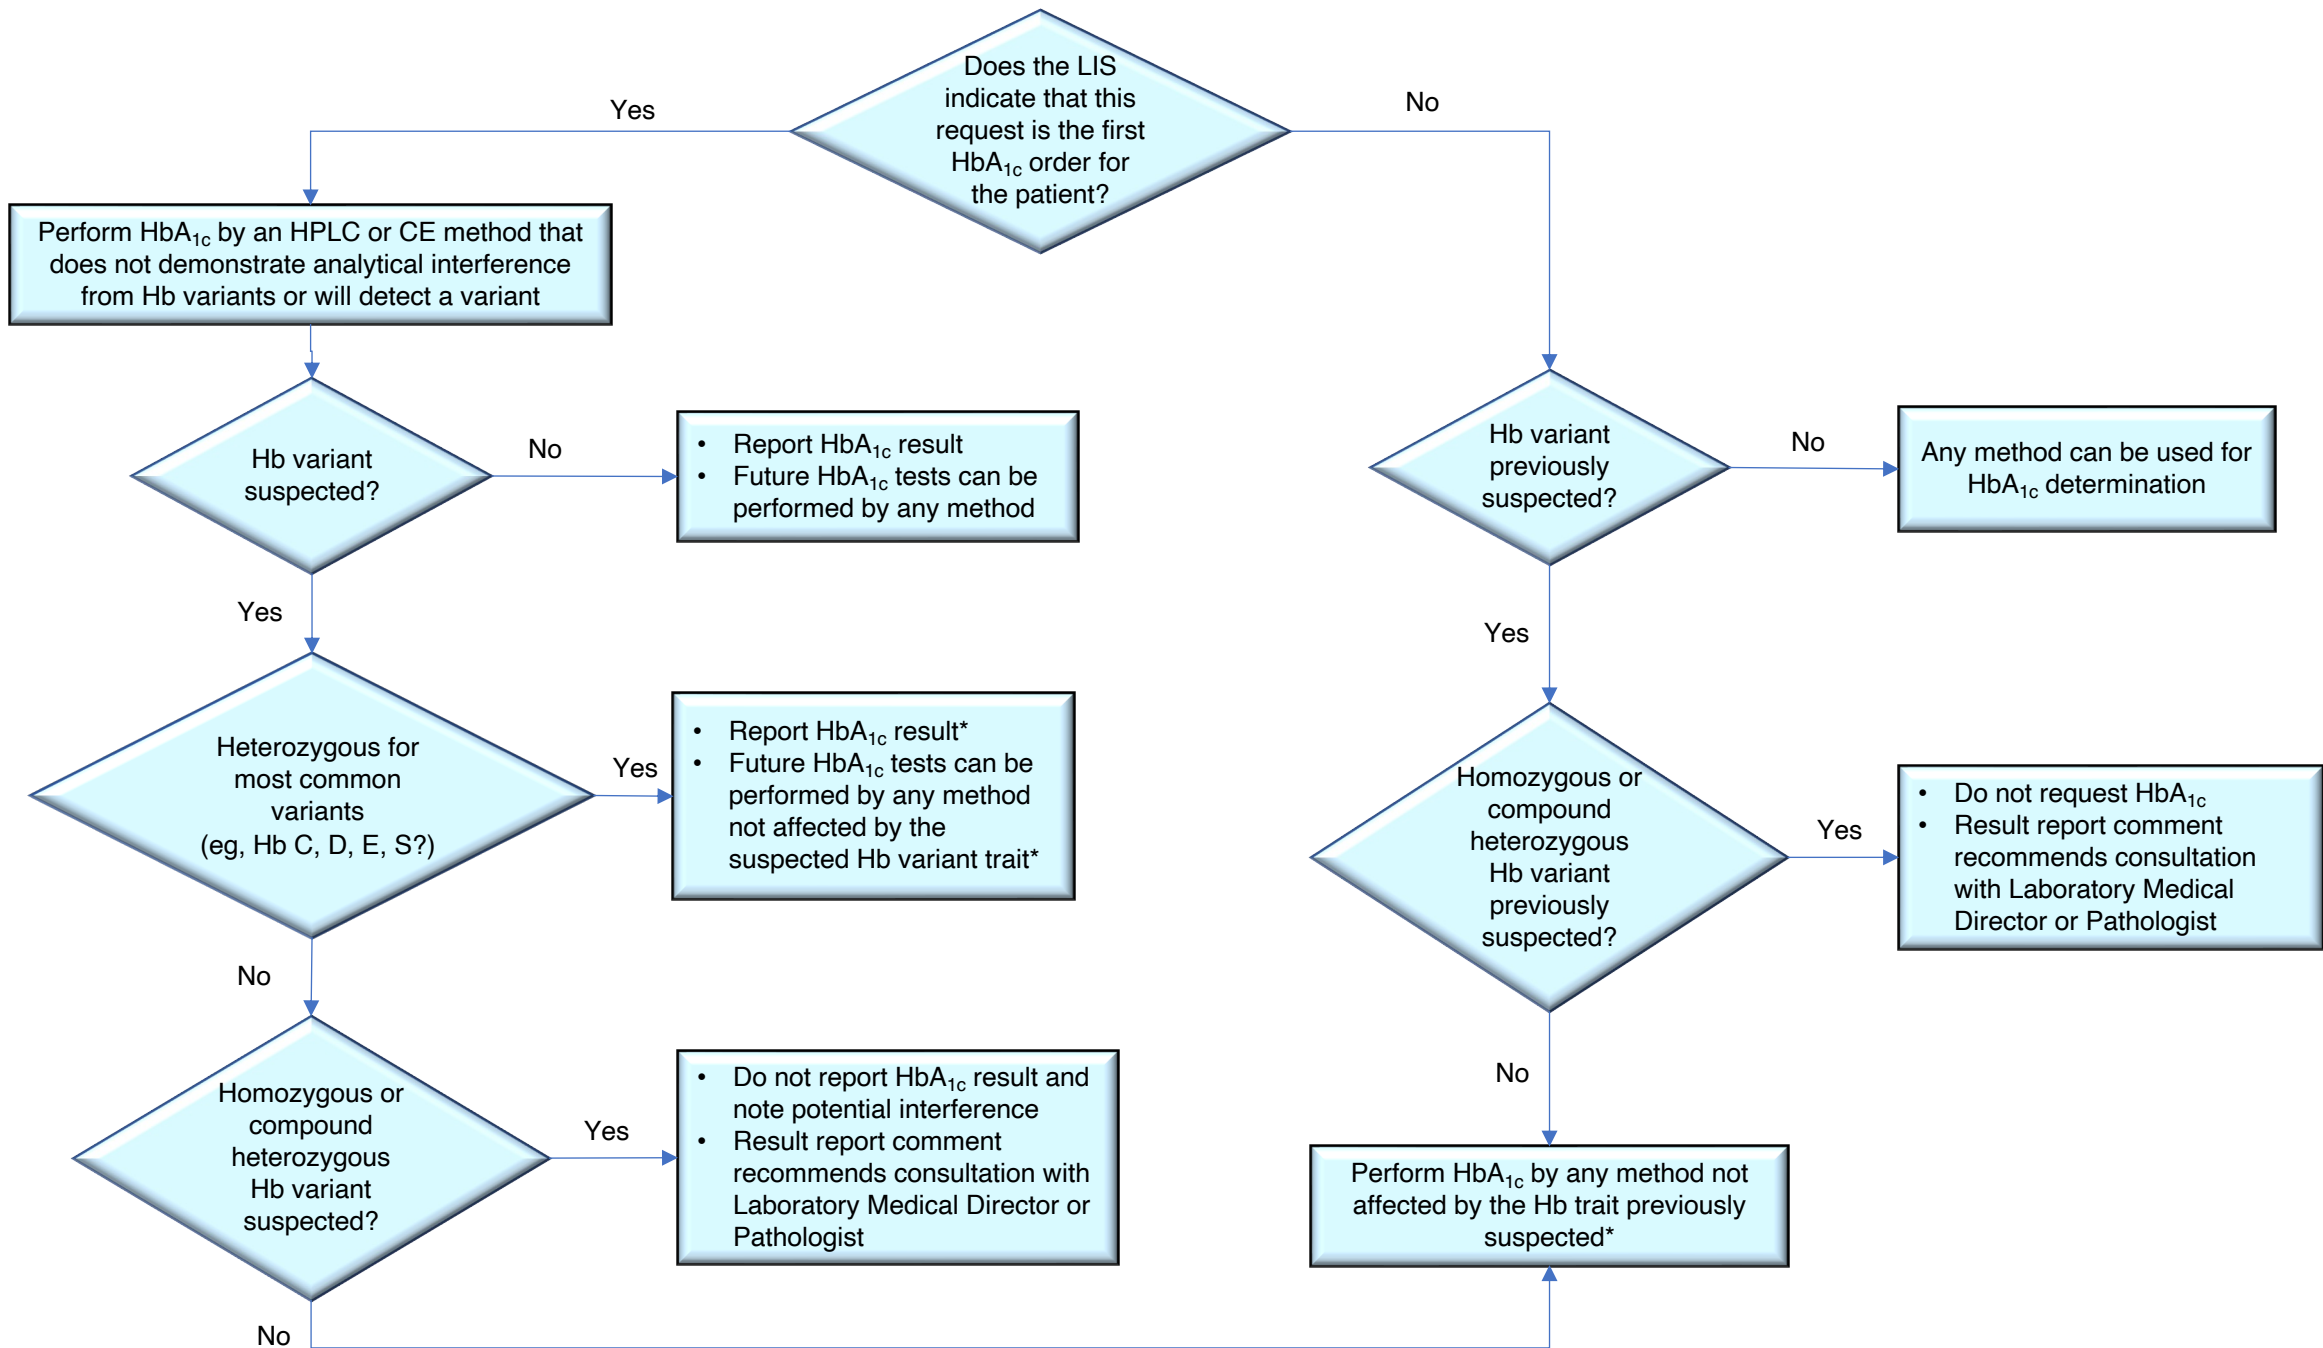 Does the LIS
indicate that this
request is the first
HbA1c order for
the patient?
Yes
No
Perform HbA1c by an HPLC or CE method that
does not demonstrate analytical interference
from Hb variants or will detect a variant
Hb variant
suspected?
No
• Report HbA1c result
• Future HbA1c tests can be
performed by any method
Yes
Heterozygous for
most common
variants
(eg, Hb C, D, E, S?)
Yes
• Report HbA1c result*
• Future HbA1c tests can be
performed by any method
not affected by the
suspected Hb variant trait*
No
Homozygous or
compound
heterozygous
Hb variant
suspected?
Yes
• Do not report HbA1c result and
note potential interference
• Result report comment
recommends consultation with
Laboratory Medical Director or
Pathologist
No
Hb variant
previously
suspected?
No
Any method can be used for
HbA1c determination
Yes
Homozygous or
compound
heterozygous
Hb variant
previously
suspected?
Yes
• Do not request HbA1c
• Result report comment
recommends consultation
with Laboratory Medical
Director or Pathologist
No
Perform HbA1c by any method not
affected by the Hb trait previously
suspected*